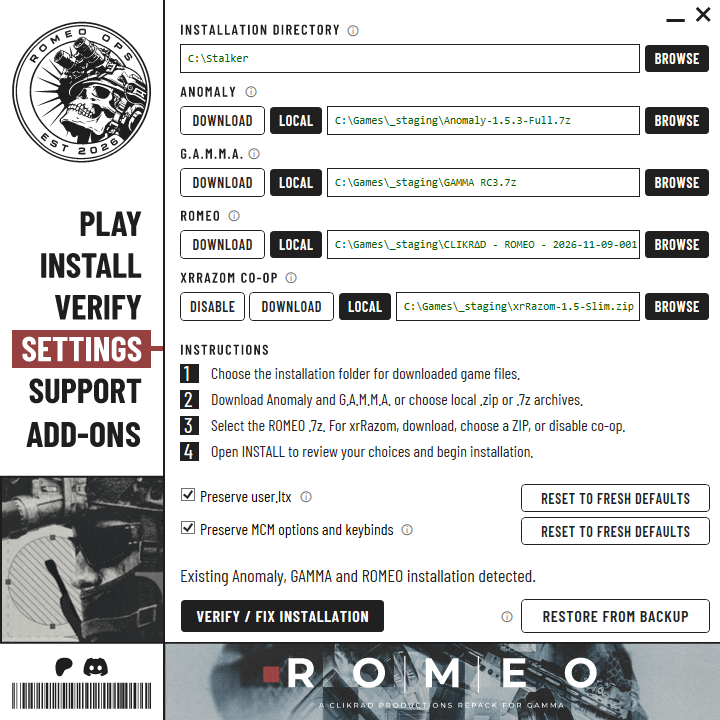 ROMEO OPS
EST 2026
PLAY
INSTALL
VERIFY
SETTINGS
SUPPORT
ADD-ONS
INSTALLATION DIRECTORY
C:\Stalker
BROWSE
ANOMALY
DOWNLOAD LOCAL C:\Games\_staging\Anomaly-1.5.3-Full.7z BROWSE
G.A.M.M.A.
DOWNLOAD LOCAL C:\Games\_staging\GAMMA RC3.7z BROWSE
ROMEO
DOWNLOAD LOCAL C:\Games\_staging\CLIKRΔD - ROMEO - 2026-11-09-001 BROWSE
XRRAZOM CO-OP
DISABLE DOWNLOAD LOCAL C:\Games\_staging\xrRazom-1.5-Slim.zip BROWSE
INSTRUCTIONS
1 Choose the installation folder for downloaded game files.
2 Download Anomaly and G.A.M.M.A. or choose local .zip or .7z archives.
3 Select the ROMEO .7z. For xrRazom, download, choose a ZIP, or disable co-op.
4 Open INSTALL to review your choices and begin installation.
Preserve user.ltx RESET TO FRESH DEFAULTS
Preserve MCM options and keybinds RESET TO FRESH DEFAULTS
Existing Anomaly, GAMMA and ROMEO installation detected.
VERIFY / FIX INSTALLATION RESTORE FROM BACKUP
ROMEO
A CLIKRAD PRODUCTIONS REPACK FOR GAMMA